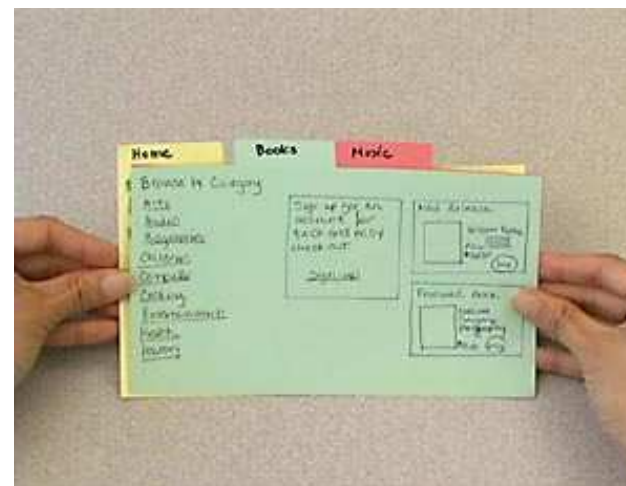 Home
Books
Music
Browse by Category
Arts
Audio
Biographies
Children
Computer
Cooking
Entertainment
Health
History
Sign up for an
account for
quick and easy
check out
Sign up!
New Release
Buy
Featured Book